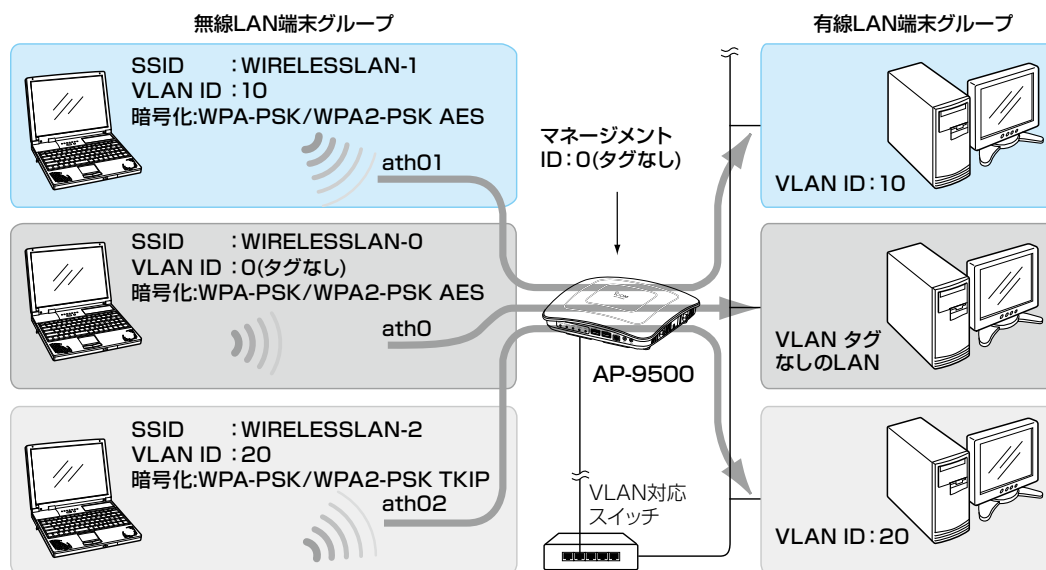 無線LAN端末グループ
有線LAN端末グループ
SSID :WIRELESSLAN-1
VLAN ID :10
暗号化:WPA-PSK/WPA2-PSK AES
ath01
マネージメント
ID:0(タグなし)
VLAN ID:10
SSID :WIRELESSLAN-0
VLAN ID :0(タグなし)
暗号化:WPA-PSK/WPA2-PSK AES
ath0
AP-9500
VLAN タグ
なしのLAN
SSID :WIRELESSLAN-2
VLAN ID :20
暗号化:WPA-PSK/WPA2-PSK TKIP
ath02
VLAN対応
スイッチ
VLAN ID:20